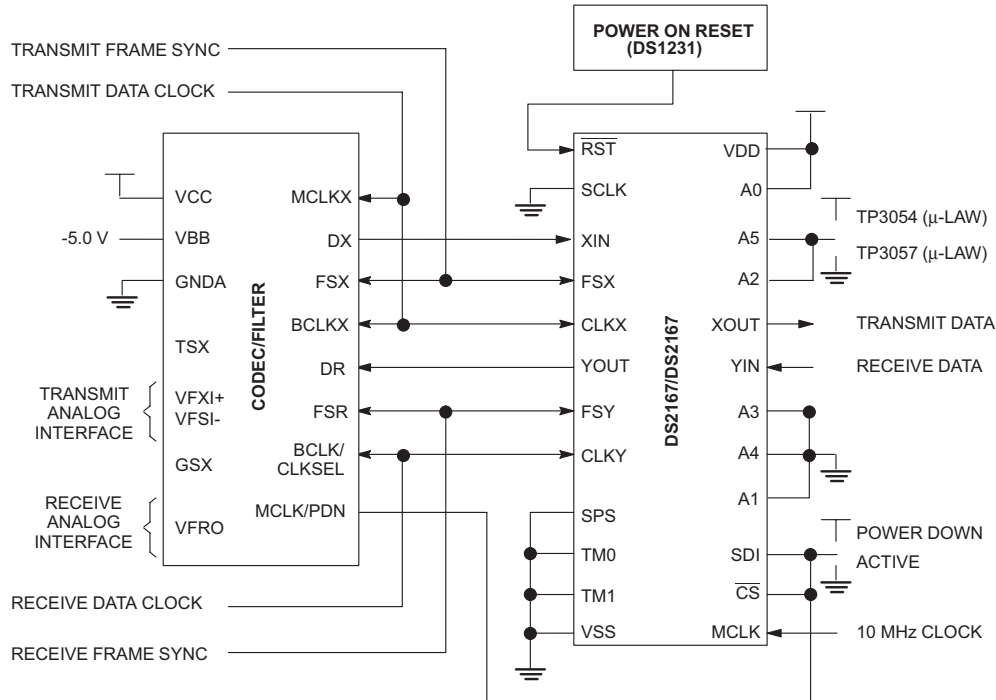 POWER ON RESET
(DS1231)
TRANSMIT FRAME SYNC
TRANSMIT DATA CLOCK
CODEC/FILTER
VCC
-5.0 V
VBB
GNDA
TSX
TRANSMIT
ANALOG
INTERFACE
VFXI+
VFSI-
GSX
RECEIVE
ANALOG
INTERFACE
VFRO
MCLKX
DX
FSX
BCLKX
DR
FSR
BCLK/
CLKSEL
MCLK/PDN
RECEIVE DATA CLOCK
RECEIVE FRAME SYNC
DS2167/DS2167
RST
SCLK
XIN
FSX
CLKX
YOUT
FSY
CLKY
SPS
TM0
TM1
VSS
VDD
A0
A5
A2
XOUT
YIN
A3
A4
A1
SDI
CS
MCLK
TP3054 (μ-LAW)
TP3057 (μ-LAW)
TRANSMIT DATA
RECEIVE DATA
POWER DOWN
ACTIVE
10 MHz CLOCK